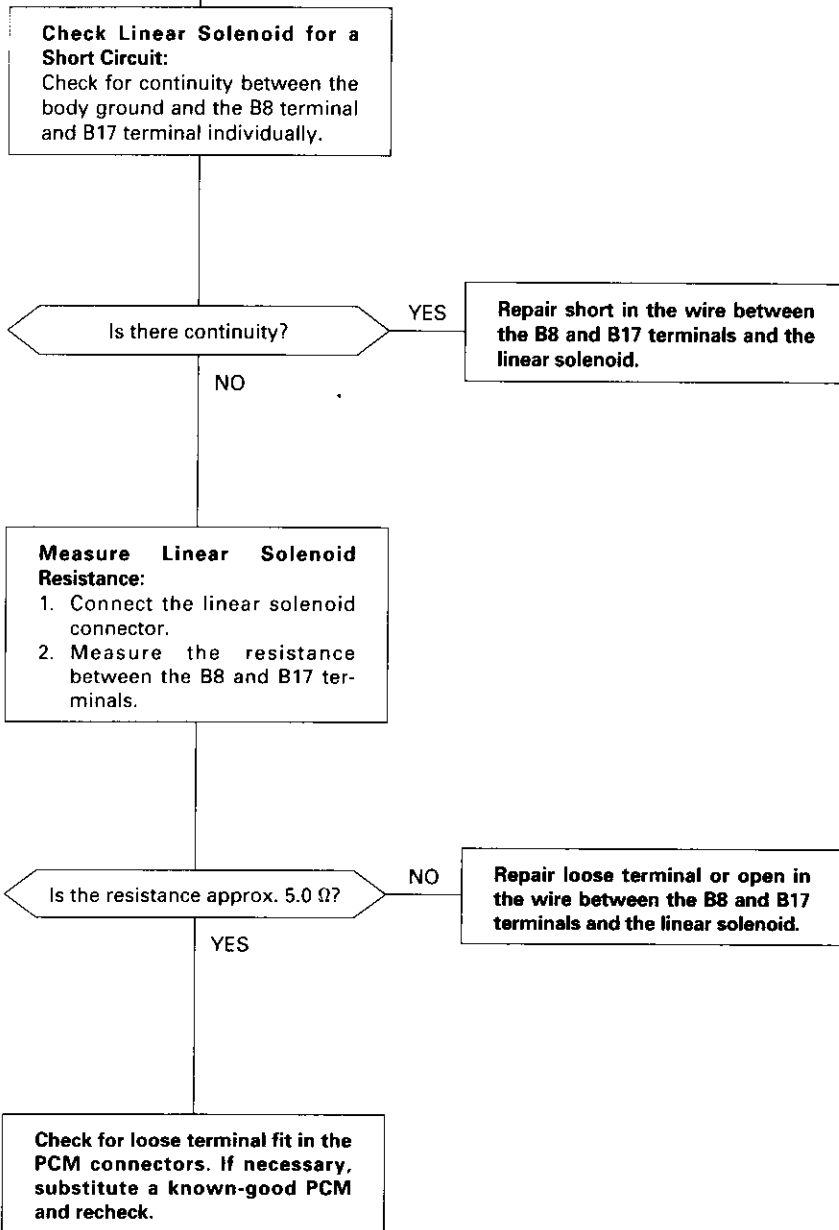 Check Linear Solenoid for a
Short Circuit:
Check for continuity between the
body ground and the B8 terminal
and B17 terminal individually.
Is there continuity?
YES
Repair short in the wire between
the B8 and B17 terminals and the
linear solenoid.
NO
Measure Linear Solenoid
Resistance:
1. Connect the linear solenoid
connector.
2. Measure the resistance
between the B8 and B17 ter-
minals.
Is the resistance approx. 5.0 Ω?
NO
Repair loose terminal or open in
the wire between the B8 and B17
terminals and the linear solenoid.
YES
Check for loose terminal fit in the
PCM connectors. If necessary,
substitute a known-good PCM
and recheck.